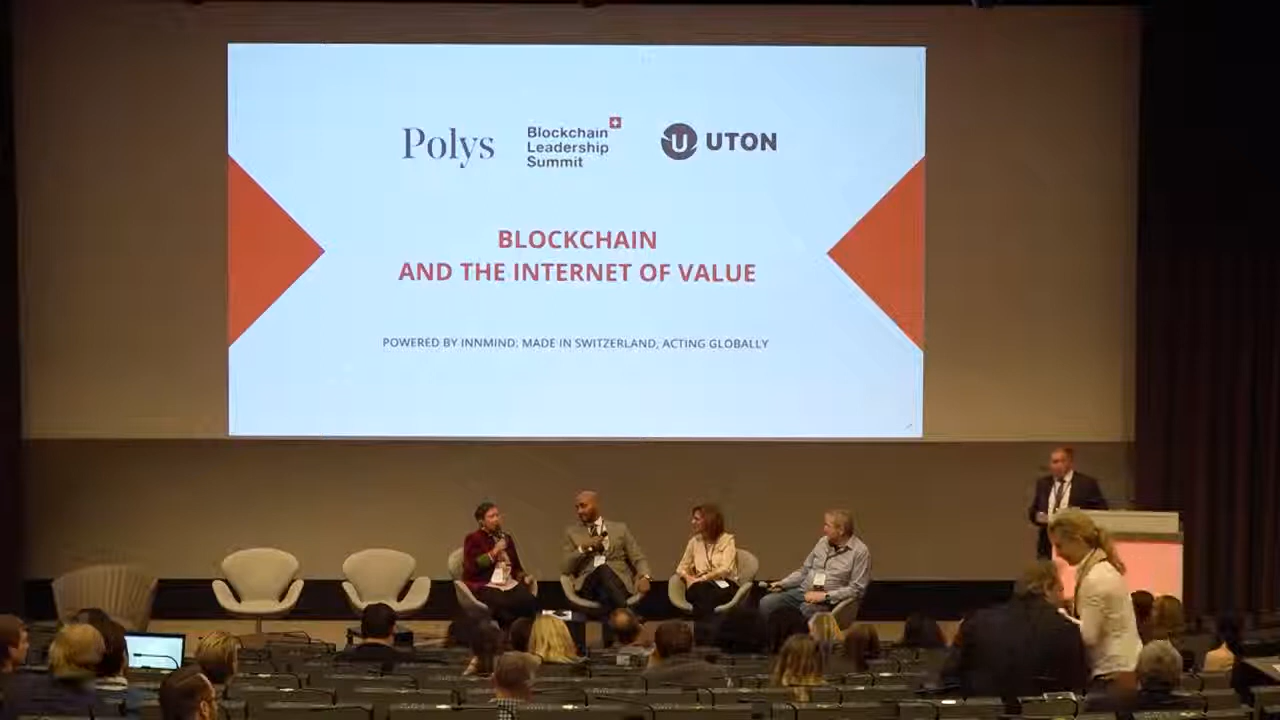 Polys
Blockchain
Leadership
Summit
U UTON
BLOCKCHAIN
AND THE INTERNET OF VALUE
POWERED BY INNMIND: MADE IN SWITZERLAND, ACTING GLOBALLY